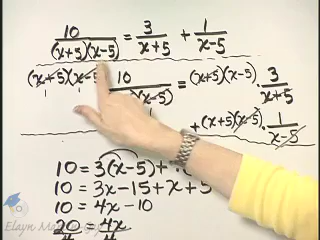 10/((x+5)(x-5)) = 3/(x+5) + 1/(x-5)
(x+5)(x-5) 10/(x-5) = (x+5)(x-5) · 3/(x+5)
+ (x+5)(x-5) · 1/(x-5)
10 = 3(x-5) +
10 = 3x - 15 + x + 5
10 = 4x - 10
20 = 4x
Elayn